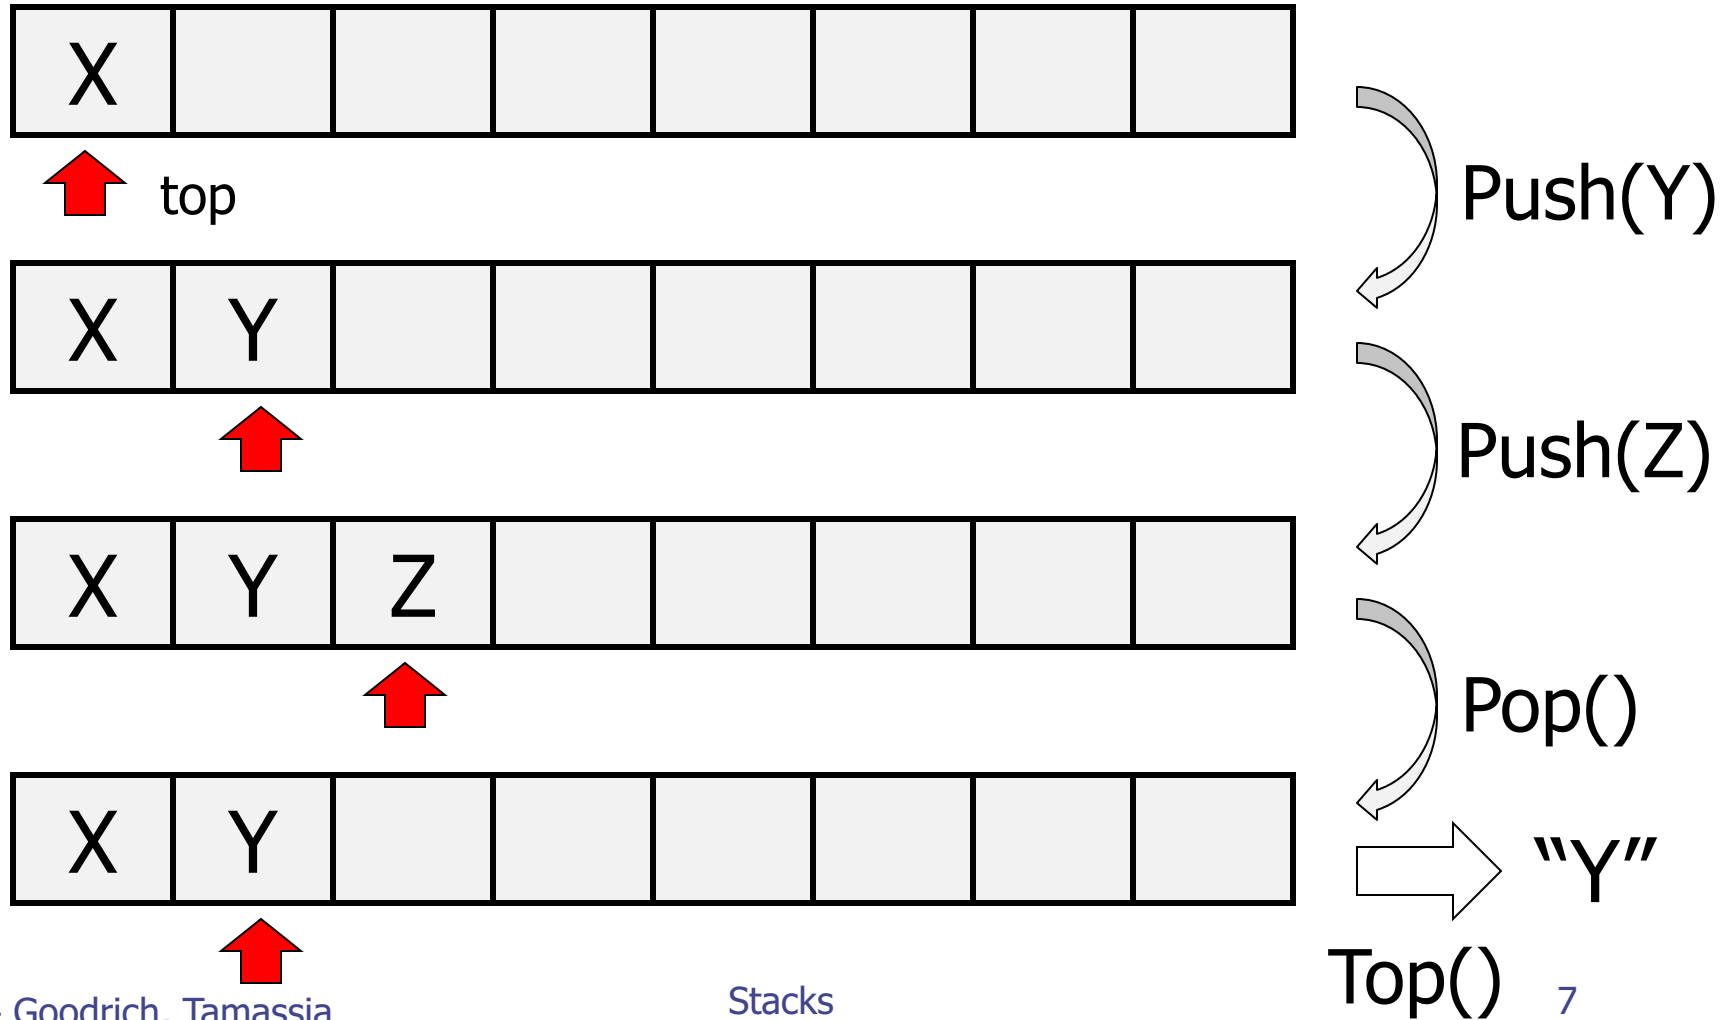 X
top
Push(Y)
X Y
Push(Z)
X Y Z
Pop()
X Y
“Y”
Top()
Goodrich, Tamassia
Stacks
7